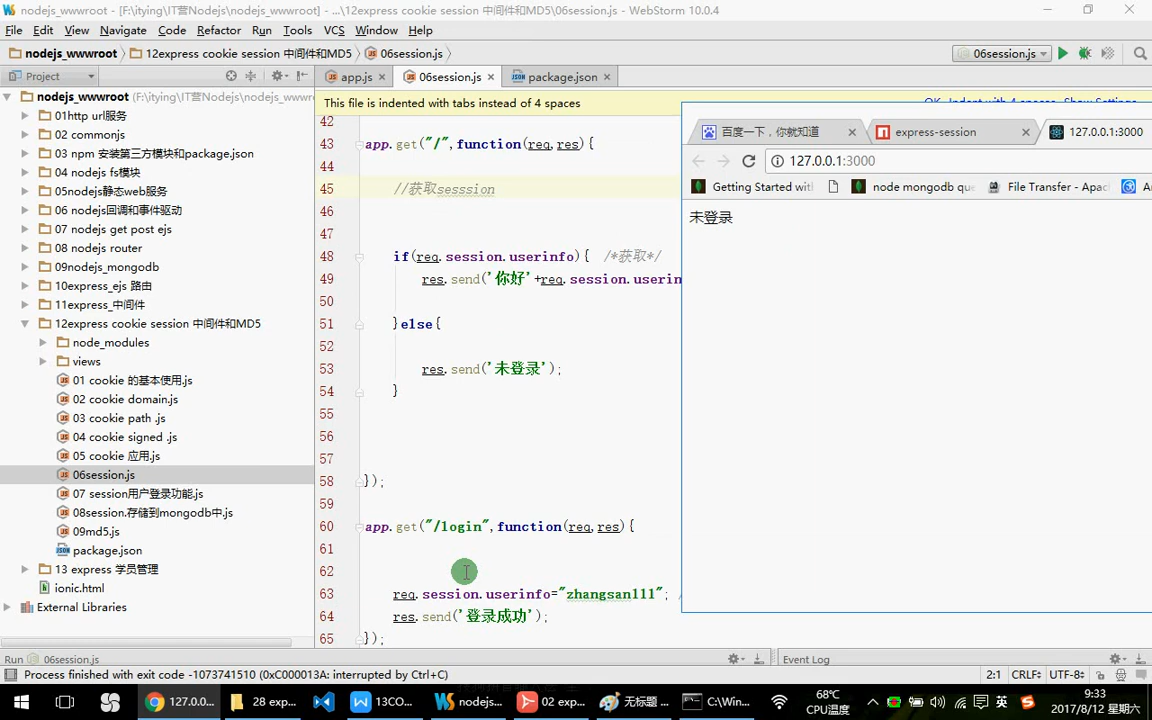 nodejs_wwwroot - [F:\itying\IT营Nodejs\nodejs_wwwroot] - ...\12express cookie session 中间件和MD5\06session.js - WebStorm 10.0.4
File Edit View Navigate Code Refactor Run Tools VCS Window Help
nodejs_wwwroot 12express cookie session 中间件和MD5 06session.js 06session.js
Project app.js 06session.js package.json
nodejs_wwwroot (F:\itying\IT营Nodejs\nodejs_wwwr
01http url服务
02 commonjs
03 npm 安装第三方模块和package.json
04 nodejs fs模块
05nodejs静态web服务
06 nodejs回调和事件驱动
07 nodejs get post ejs
08 nodejs router
09nodejs_mongodb
10express_ejs 路由
11express_中间件
12express cookie session 中间件和MD5
node_modules
views
01 cookie 的基本使用.js
02 cookie domain.js
03 cookie path .js
04 cookie signed .js
05 cookie 应用.js
06session.js
07 session用户登录功能.js
08session.存储到mongodb中.js
09md5.js
package.json
13 express 学员管理
ionic.html
External Libraries
This file is indented with tabs instead of 4 spaces OK Indent with 4 spaces Show Settings
42
43 app.get("/",function(req,res){
44
45 //获取sesssion
46
47
48 if(req.session.userinfo){ /*获取*/
49 res.send('你好'+req.session.userin
50
51 }else{
52
53 res.send('未登录');
54 }
55
56
57
58 });
59
60 app.get("/login",function(req,res){
61
62
63 req.session.userinfo="zhangsan111"; /
64 res.send('登录成功');
65 });
百度一下，你就知道 express-session 127.0.0.1:3000
127.0.0.1:3000
Getting Started wit node mongodb que File Transfer - Apac
未登录
Run 06session.js Event Log
Process finished with exit code -1073741510 (0xC000013A: interrupted by Ctrl+C) 2:1 CRLF UTF-8
127.0.0... 28 exp... 13CO... nodejs... 02 exp... 无标题 ... C:\Win... 68℃ CPU温度 英 9:33 2017/8/12 星期六